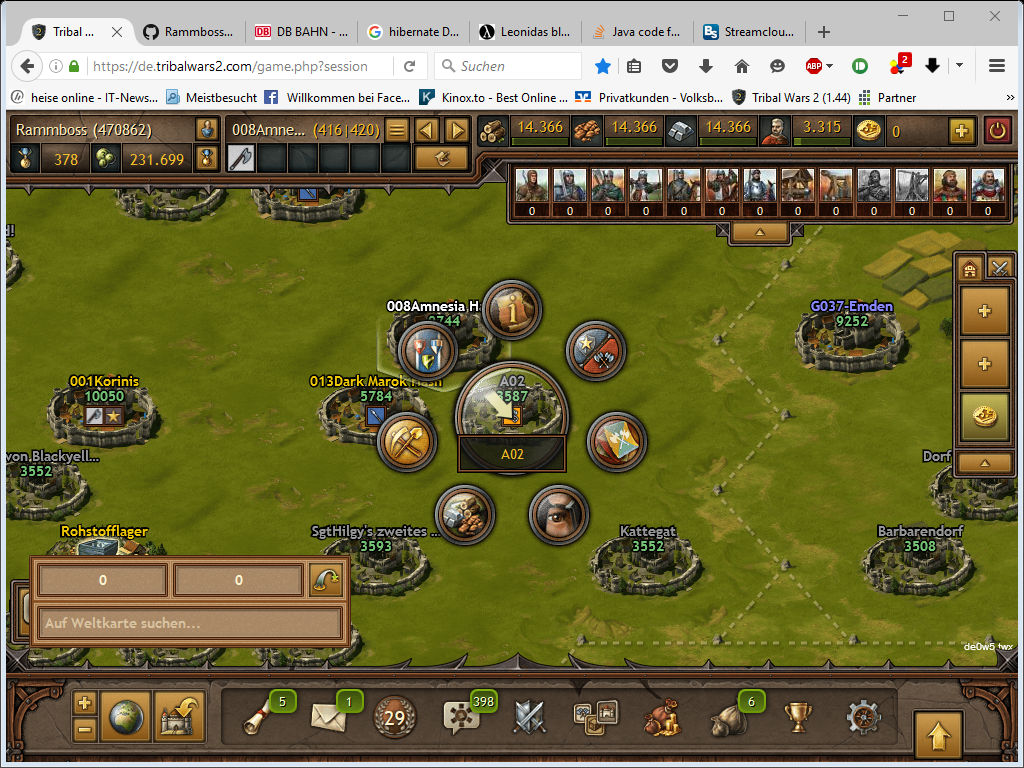 Tribal ...
Rammboss...
DB BAHN - ...
hibernate D...
Leonidas bl...
Java code f...
Streamclou...
https://de.tribalwars2.com/game.php?session
Suchen
ABP
2
heise online - IT-News...
Meistbesucht
Willkommen bei Face...
Kinox.to - Best Online ...
Privatkunden - Volksb...
Tribal Wars 2 (1.44)
Partner
Rammboss (470862)
008Amne... (416|420)
14.366
14.366
14.366
3.315
0
378
231.699
0 0 0 0 0 0 0 0 0 0 0 0 0
008Amnesia H
G037-Emden
9252
001Korinis
10050
013Dark Marok
5784
A02
3587
A02
von.Blackyell...
3552
Dorf
Rohstofflager
SgtHilgy's zweites ...
3593
Kattegat
3552
Barbarendorf
3508
0
0
Auf Weltkarte suchen...
de0w5 twx
5
1
29
398
6